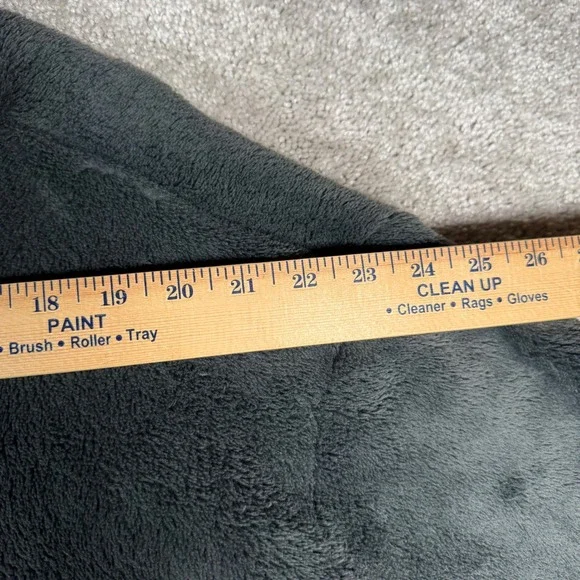 18 19 20 21 22 23 24 25 26
PAINT
• Brush • Roller • Tray
CLEAN UP
• Cleaner • Rags • Gloves